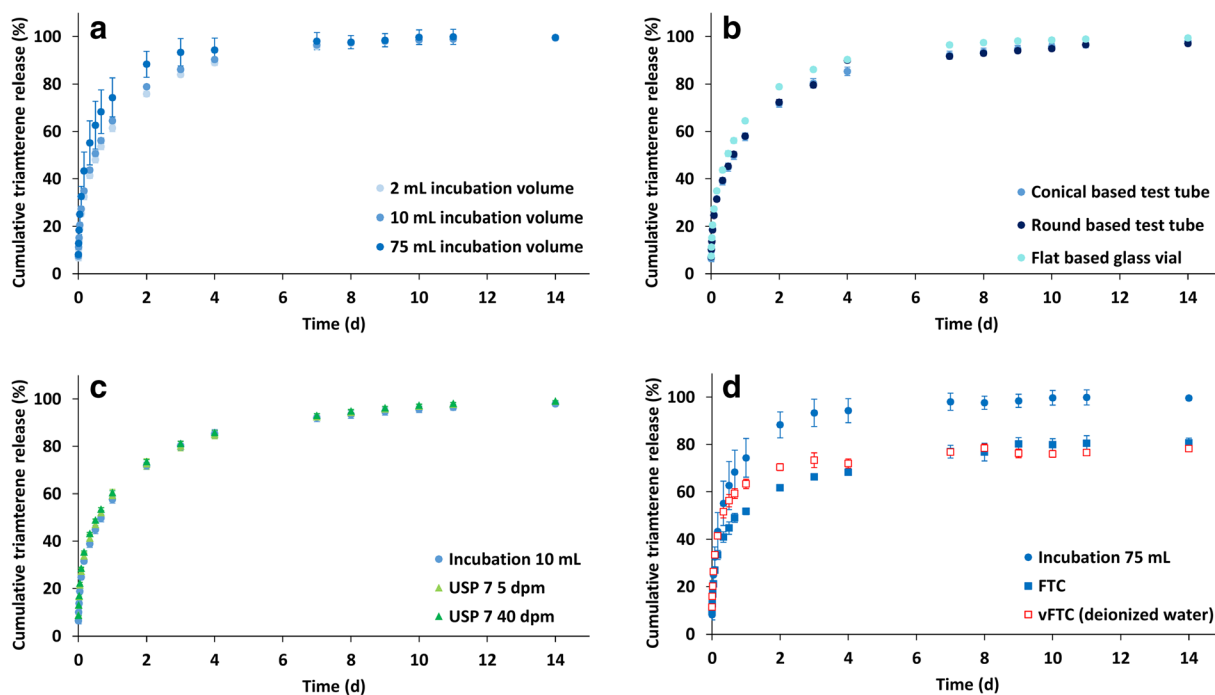 a
Cumulative triamterene release (%)
100
80
60
40
20
0
2 mL incubation volume
10 mL incubation volume
75 mL incubation volume
0 2 4 6 8 10 12 14
Time (d)
b
Cumulative triamterene release (%)
100
80
60
40
20
0
Conical based test tube
Round based test tube
Flat based glass vial
0 2 4 6 8 10 12 14
Time (d)
c
Cumulative triamterene release (%)
100
80
60
40
20
0
Incubation 10 mL
USP 7 5 dpm
USP 7 40 dpm
0 2 4 6 8 10 12 14
Time (d)
d
Cumulative triamterene release (%)
100
80
60
40
20
0
Incubation 75 mL
FTC
vFTC (deionized water)
0 2 4 6 8 10 12 14
Time (d)